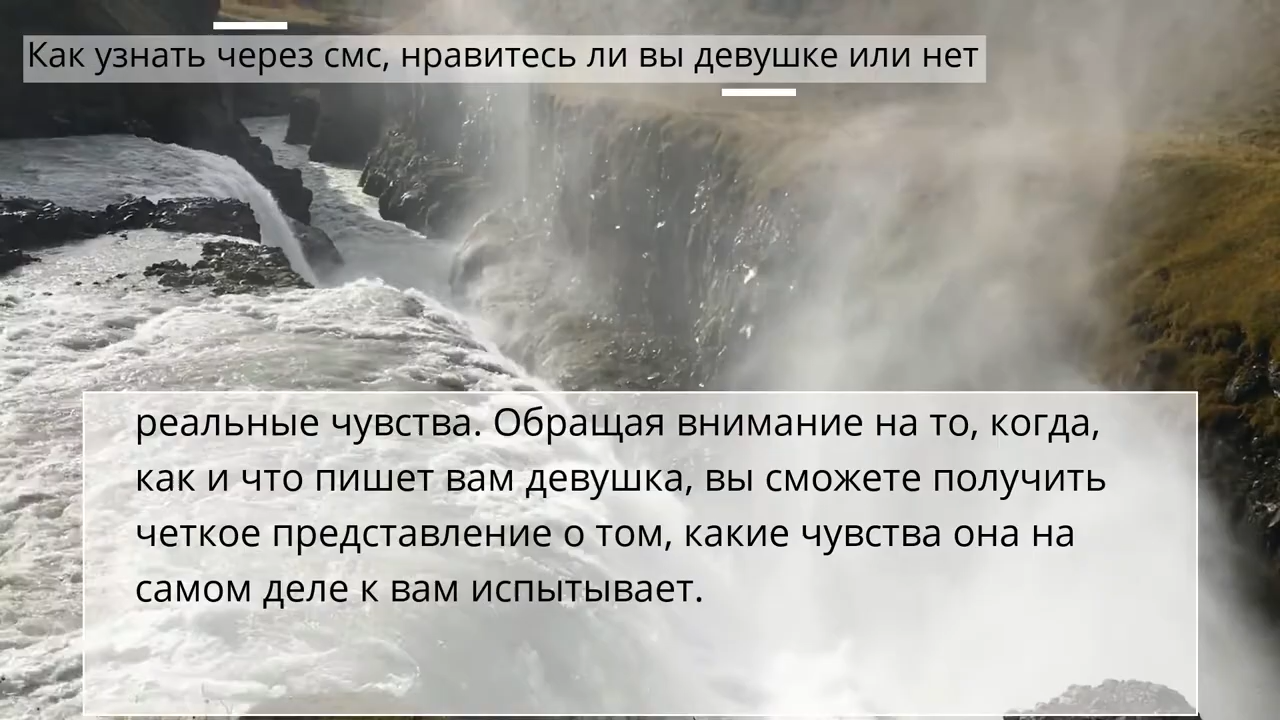 Как узнать через смс, нравитесь ли вы девушке или нет
реальные чувства. Обращая внимание на то, когда,
как и что пишет вам девушка, вы сможете получить
четкое представление о том, какие чувства она на
самом деле к вам испытывает.